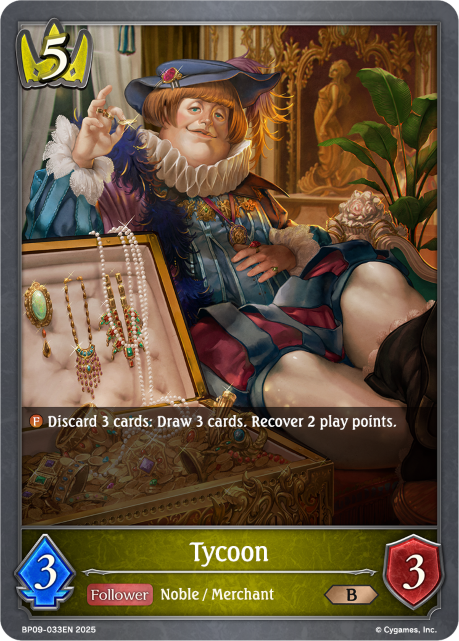 5
F Discard 3 cards: Draw 3 cards. Recover 2 play points.
Tycoon
3 Follower Noble / Merchant B 3
BP09-033EN 2025 © Cygames, Inc.